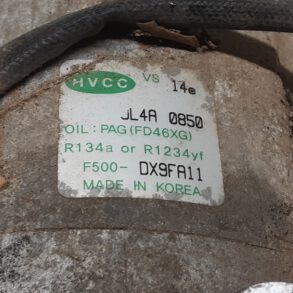 HVCC VS 14e
JL4A 0850
OIL: PAG (FD46XG)
R134a or R1234yf
F500- DX9FA11
MADE IN KOREA